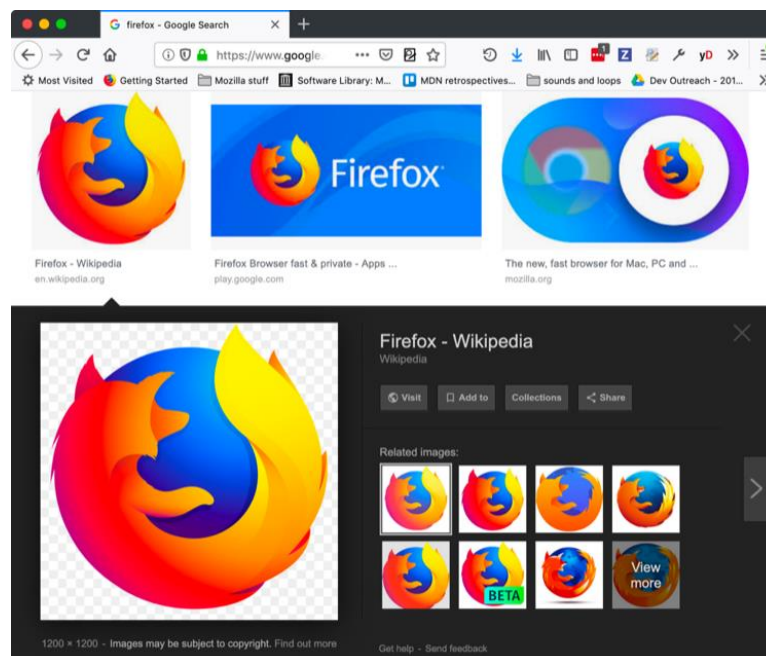 firefox - Google Search
https://www.google.
Most Visited Getting Started Mozilla stuff Software Library: M... MDN retrospectives... sounds and loops Dev Outreach - 201...
Firefox
Firefox - Wikipedia
en.wikipedia.org
Firefox Browser fast & private - Apps ...
play.google.com
The new, fast browser for Mac, PC and ...
mozilla.org
Firefox - Wikipedia
Wikipedia
Visit Add to Collections Share
Related images:
BETA
View
more
1200 × 1200 - Images may be subject to copyright. Find out more
Get help - Send feedback